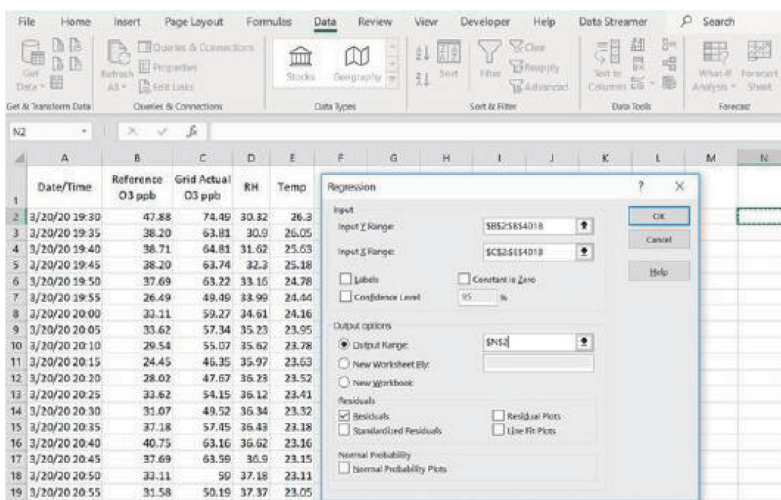 File Home Insert Page Layout Formulas Data Review View Developer Help Data Streamer Search
Get Data
Refresh All
Queries & Connections
Properties
Edit Links
Stocks Geography
Sort Filter
Clear
Reapply
Advanced
Text to Columns
What-If Analysis
Forecast Sheet
Get & Transform Data Queries & Connections Data Types Sort & Filter Data Tools Forecast
N2 fx
A B C D E F G H I J K L M N
1 Date/Time Reference O3 ppb Grid Actual O3 ppb RH Temp
2 3/20/20 19:30 47.88 74.49 30.32 26.3
3 3/20/20 19:35 38.20 63.81 30.9 26.05
4 3/20/20 19:40 38.71 64.81 31.62 25.63
5 3/20/20 19:45 38.20 63.74 32.3 25.18
6 3/20/20 19:50 37.69 63.22 33.16 24.78
7 3/20/20 19:55 26.49 49.49 33.99 24.44
8 3/20/20 20:00 33.11 59.27 34.61 24.16
9 3/20/20 20:05 33.62 57.34 35.23 23.95
10 3/20/20 20:10 29.54 55.07 35.62 23.78
11 3/20/20 20:15 24.45 46.35 35.97 23.63
12 3/20/20 20:20 28.02 47.67 36.23 23.52
13 3/20/20 20:25 33.62 54.15 36.12 23.41
14 3/20/20 20:30 31.07 49.52 36.34 23.32
15 3/20/20 20:35 37.18 57.45 36.43 23.18
16 3/20/20 20:40 40.75 63.16 36.62 23.16
17 3/20/20 20:45 37.69 63.59 36.9 23.15
18 3/20/20 20:50 33.11 59 37.18 23.11
19 3/20/20 20:55 31.58 50.19 37.37 23.05
Regression ? ×
Input
Input Y Range: $B$2:$B$4018
Input X Range: $C$2:$E$4018
Labels Constant is Zero
Confidence Level: 95 %
OK
Cancel
Help
Output options
Output Range: $N$2
New Worksheet Ply:
New Workbook
Residuals
Residuals Residual Plots
Standardized Residuals Line Fit Plots
Normal Probability
Normal Probability Plots